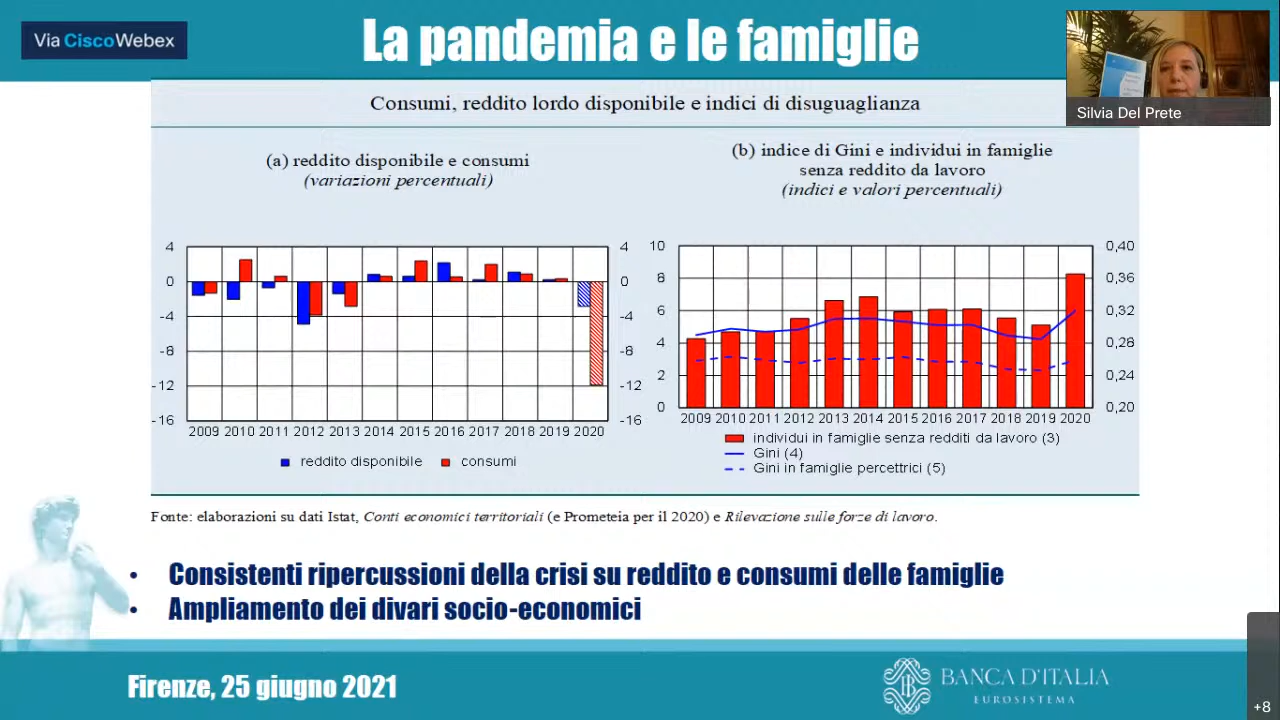 Via CiscoWebex
La pandemia e le famiglie
Silvia Del Prete
Consumi, reddito lordo disponibile e indici di disuguaglianza
(a) reddito disponibile e consumi
(variazioni percentuali)
4 4
0 0
-4 -4
-8 -8
-12 -12
-16 -16
2009 2010 2011 2012 2013 2014 2015 2016 2017 2018 2019 2020
reddito disponibile consumi
(b) indice di Gini e individui in famiglie
senza reddito da lavoro
(indici e valori percentuali)
10 0,40
8 0,36
6 0,32
4 0,28
2 0,24
0 0,20
2009 2010 2011 2012 2013 2014 2015 2016 2017 2018 2019 2020
individui in famiglie senza redditi da lavoro (3)
Gini (4)
Gini in famiglie percettrici (5)
Fonte: elaborazioni su dati Istat, Conti economici territoriali (e Prometeia per il 2020) e Rilevazione sulle forze di lavoro.
• Consistenti ripercussioni della crisi su reddito e consumi delle famiglie
• Ampliamento dei divari socio-economici
Firenze, 25 giugno 2021
BANCA D'ITALIA
EUROSISTEMA
+8